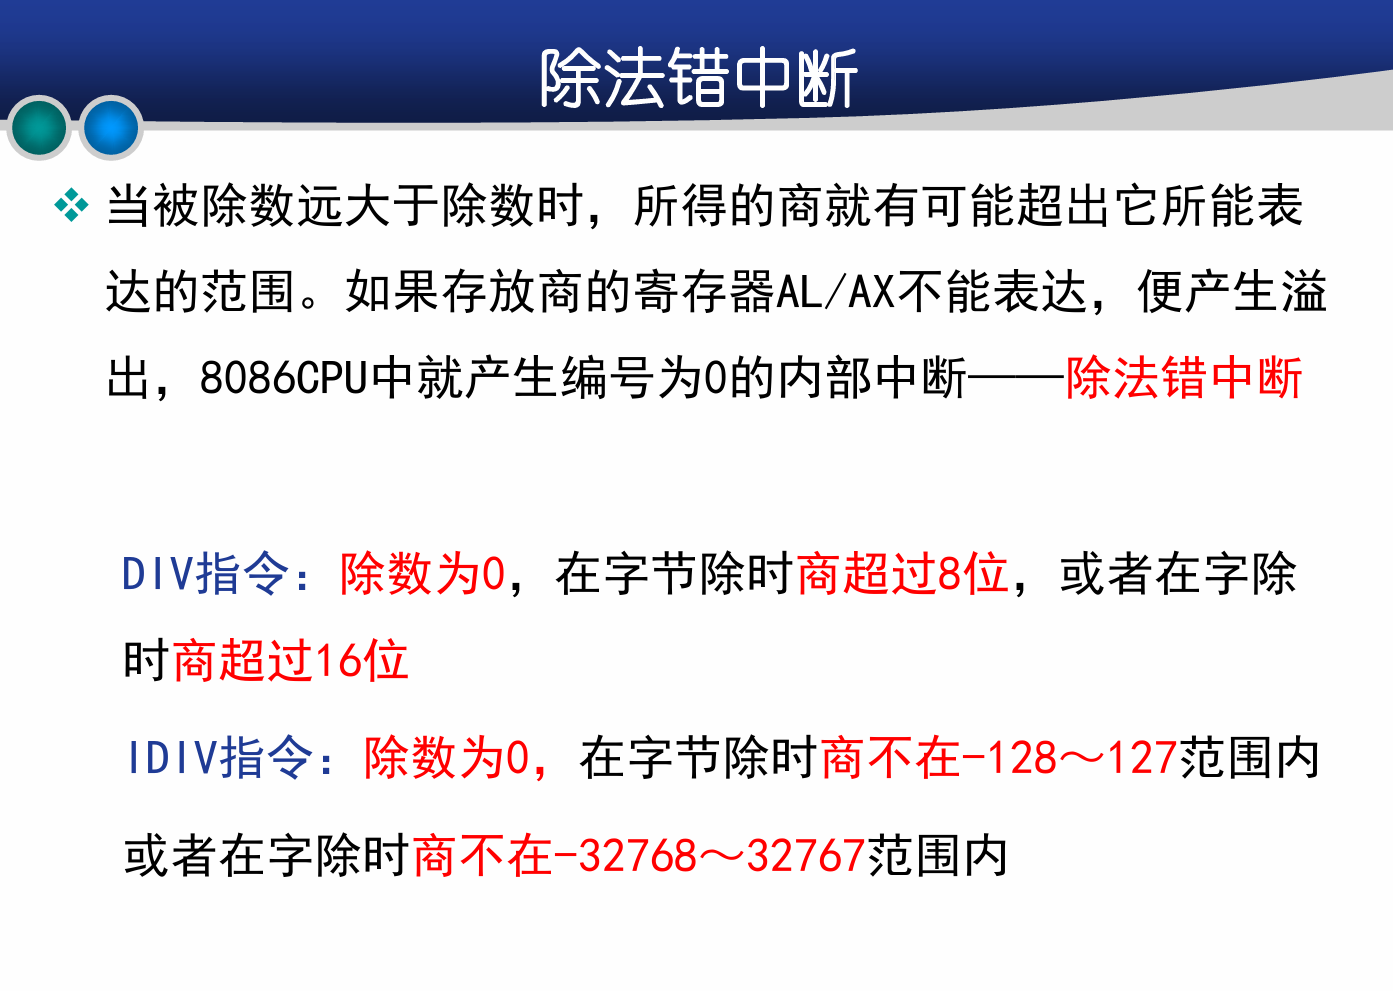 除法错中断
当被除数远大于除数时，所得的商就有可能超出它所能表
达的范围。如果存放商的寄存器AL/AX不能表达，便产生溢
出，8086CPU中就产生编号为0的内部中断——除法错中断
DIV指令：除数为0，在字节除时商超过8位，或者在字除
时商超过16位
IDIV指令：除数为0，在字节除时商不在-128～127范围内
或者在字除时商不在-32768～32767范围内